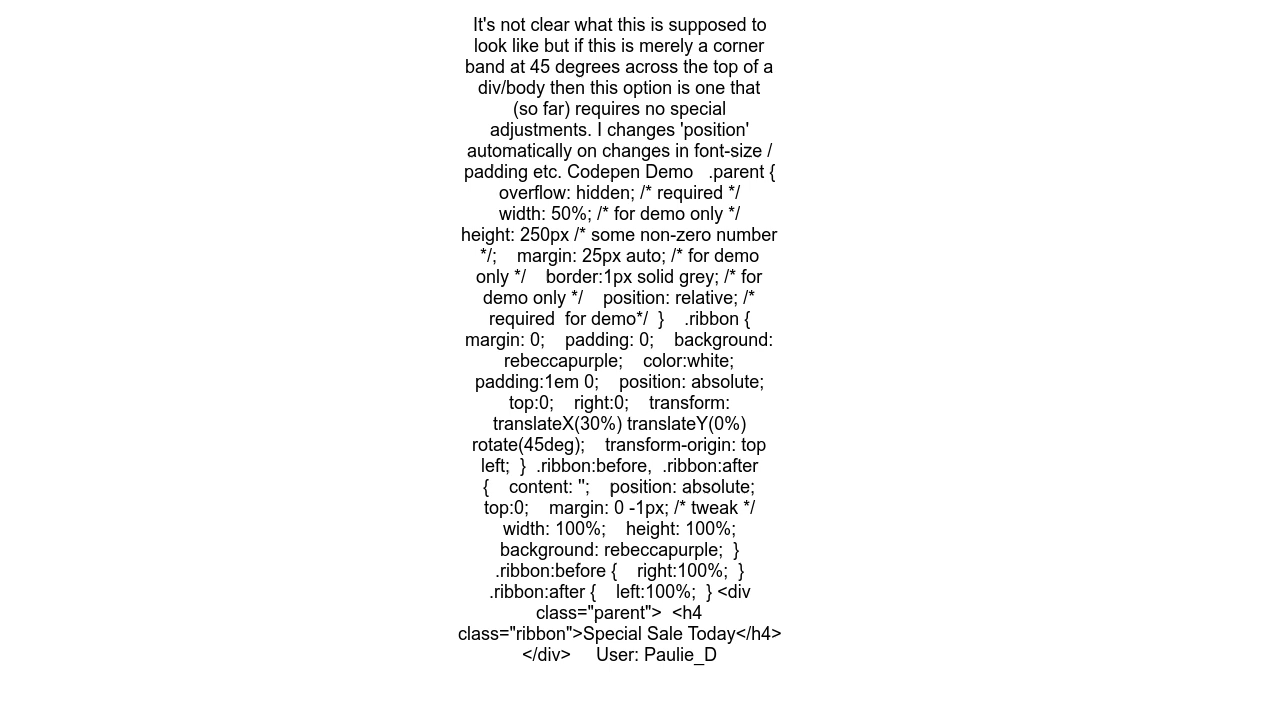 It's not clear what this is supposed to
look like but if this is merely a corner
band at 45 degrees across the top of a
div/body then this option is one that
(so far) requires no special
adjustments. I changes 'position'
automatically on changes in font-size /
padding etc. Codepen Demo   .parent {
overflow: hidden; /* required */
width: 50%; /* for demo only */
height: 250px /* some non-zero number
*/;    margin: 25px auto; /* for demo
only */    border:1px solid grey; /* for
demo only */    position: relative; /*
required  for demo*/  }    .ribbon {
margin: 0;    padding: 0;    background:
rebeccapurple;    color:white;
padding:1em 0;    position: absolute;
top:0;    right:0;    transform:
translateX(30%) translateY(0%)
rotate(45deg);    transform-origin: top
left;  }  .ribbon:before,  .ribbon:after
{    content: '';    position: absolute;
top:0;    margin: 0 -1px; /* tweak */
width: 100%;    height: 100%;
background: rebeccapurple;  }
.ribbon:before {    right:100%;  }
.ribbon:after {    left:100%;  } <div
class="parent">  <h4
class="ribbon">Special Sale Today</h4>
</div>     User: Paulie_D